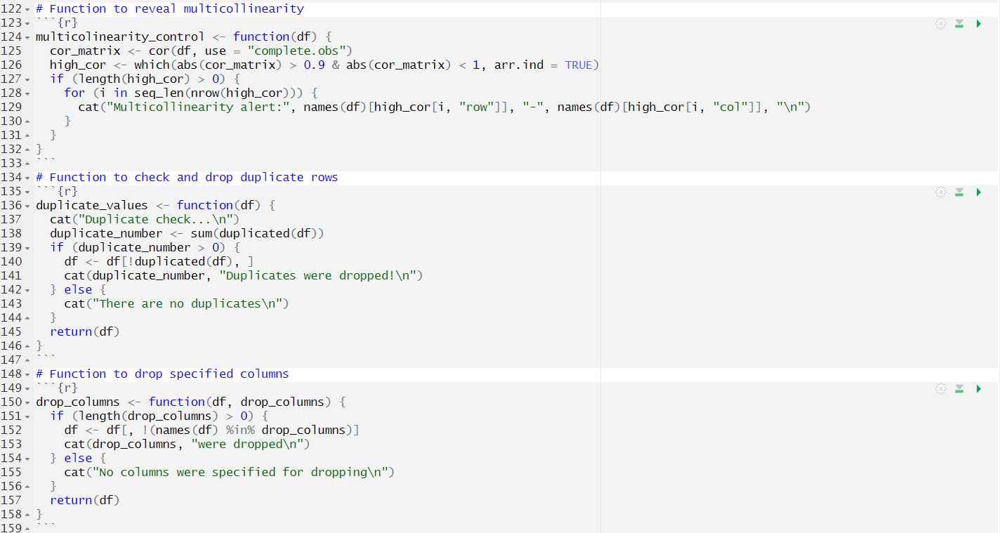 122 # Function to reveal multicollinearity
123 ```{r}
124 multicolinearity_control <- function(df) {
125   cor_matrix <- cor(df, use = "complete.obs")
126   high_cor <- which(abs(cor_matrix) > 0.9 & abs(cor_matrix) < 1, arr.ind = TRUE)
127   if (length(high_cor) > 0) {
128     for (i in seq_len(nrow(high_cor))) {
129       cat("Multicollinearity alert:", names(df)[high_cor[i, "row"]], "-", names(df)[high_cor[i, "col"]], "\n")
130     }
131   }
132 }
133 ```
134 # Function to check and drop duplicate rows
135 ```{r}
136 duplicate_values <- function(df) {
137   cat("Duplicate check...\n")
138   duplicate_number <- sum(duplicated(df))
139   if (duplicate_number > 0) {
140     df <- df[!duplicated(df), ]
141     cat(duplicate_number, "Duplicates were dropped!\n")
142   } else {
143     cat("There are no duplicates\n")
144   }
145   return(df)
146 }
147 ```
148 # Function to drop specified columns
149 ```{r}
150 drop_columns <- function(df, drop_columns) {
151   if (length(drop_columns) > 0) {
152     df <- df[, !(names(df) %in% drop_columns)]
153     cat(drop_columns, "were dropped\n")
154   } else {
155     cat("No columns were specified for dropping\n")
156   }
157   return(df)
158 }
159 ```